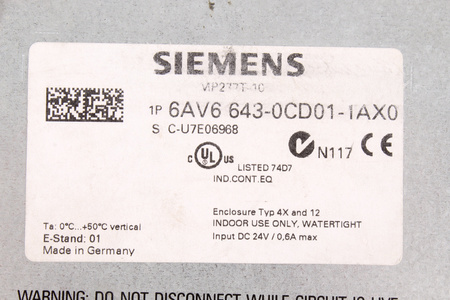 SIEMENS
MP277T-10
1P 6AV6 643-0CD01-1AX0
S C-U7E06968
C UL US
N117 CE
LISTED 74D7
IND.CONT.EQ
Ta: 0°C...+50°C vertical
E-Stand: 01
Made in Germany
Enclosure Typ 4X and 12
INDOOR USE ONLY, WATERTIGHT
Input DC 24V / 0,6A max
WARNING: DO NOT DISCONNECT WHILE CIRCUIT IS LIVE